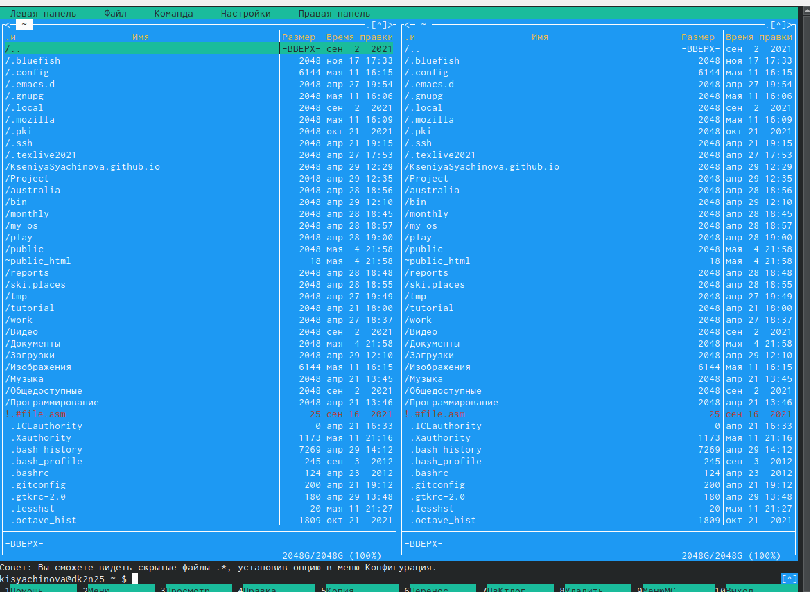 Левая панель Файл Команда Настройки Правая панель
<- ~ .[^]> <- ~ .[^]>
.и Имя Размер Время правки .и Имя Размер Время правки
/.. -ВВЕРХ- сен 2 2021 /.. -ВВЕРХ- сен 2 2021
/.bluefish 2048 ноя 17 17:33 /.bluefish 2048 ноя 17 17:33
/.config 6144 мая 11 16:15 /.config 6144 мая 11 16:15
/.emacs.d 2048 апр 27 19:54 /.emacs.d 2048 апр 27 19:54
/.gnupg 2048 мая 11 16:06 /.gnupg 2048 мая 11 16:06
/.local 2048 сен 2 2021 /.local 2048 сен 2 2021
/.mozilla 2048 мая 11 16:09 /.mozilla 2048 мая 11 16:09
/.pki 2048 окт 21 2021 /.pki 2048 окт 21 2021
/.ssh 2048 апр 21 19:15 /.ssh 2048 апр 21 19:15
/.texlive2021 2048 апр 27 17:53 /.texlive2021 2048 апр 27 17:53
/KseniyaSyachinova.github.io 2048 апр 29 12:29 /KseniyaSyachinova.github.io 2048 апр 29 12:29
/Project 2048 апр 29 12:35 /Project 2048 апр 29 12:35
/australia 2048 апр 28 18:56 /australia 2048 апр 28 18:56
/bin 2048 апр 29 12:10 /bin 2048 апр 29 12:10
/monthly 2048 апр 28 18:45 /monthly 2048 апр 28 18:45
/my_os 2048 апр 28 18:57 /my_os 2048 апр 28 18:57
/play 2048 апр 28 19:00 /play 2048 апр 28 19:00
/public 2048 мая 4 21:58 /public 2048 мая 4 21:58
~public_html 18 мая 4 21:58 ~public_html 18 мая 4 21:58
/reports 2048 апр 28 18:48 /reports 2048 апр 28 18:48
/ski.places 2048 апр 28 18:55 /ski.places 2048 апр 28 18:55
/tmp 2048 апр 27 19:49 /tmp 2048 апр 27 19:49
/tutorial 2048 апр 21 18:00 /tutorial 2048 апр 21 18:00
/work 2048 апр 27 18:37 /work 2048 апр 27 18:37
/Видео 2048 сен 2 2021 /Видео 2048 сен 2 2021
/Документы 2048 мая 4 21:58 /Документы 2048 мая 4 21:58
/Загрузки 2048 апр 29 12:10 /Загрузки 2048 апр 29 12:10
/Изображения 6144 мая 11 16:15 /Изображения 6144 мая 11 16:15
/Музыка 2048 апр 21 13:45 /Музыка 2048 апр 21 13:45
/Общедоступные 2048 сен 2 2021 /Общедоступные 2048 сен 2 2021
/Программирование 2048 апр 21 13:46 /Программирование 2048 апр 21 13:46
!.#file.asm 25 сен 2021 25 сен 16 2021
.ICEauthority 0 апр 21 16:33 .ICEauthority 0 апр 21 16:33
.Xauthority 1173 мая 11 21:16 .Xauthority 1173 мая 11 21:16
.bash_history 7269 апр 29 14:12 .bash_history 7269 апр 29 14:12
.bash_profile 245 сен 3 2012 .bash_profile 245 сен 3 2012
.bashrc 124 апр 23 2012 .bashrc 124 апр 23 2012
.gitconfig 200 апр 21 19:12 .gitconfig 200 апр 21 19:12
.gtkrc-2.0 180 апр 29 13:48 .gtkrc-2.0 180 апр 29 13:48
.lesshst 20 мая 11 21:27 .lesshst 20 мая 11 21:27
.octave_hist 1809 окт 21 2021 .octave_hist 1809 окт 21 2021
-ВВЕРХ- -ВВЕРХ-
2048G/2048G (100%) 2048G/2048G (100%)
Совет: Вы сможете видеть скрытые файлы .*, установив опцию в меню Конфигурация.
kisyachinova@dk2n25 ~ $ [^]
1Помощь 2Меню 3Просмотр 4Правка 5Копия 6Перенос 7НвКтлог 8Удалить 9МенюМС 10Выход